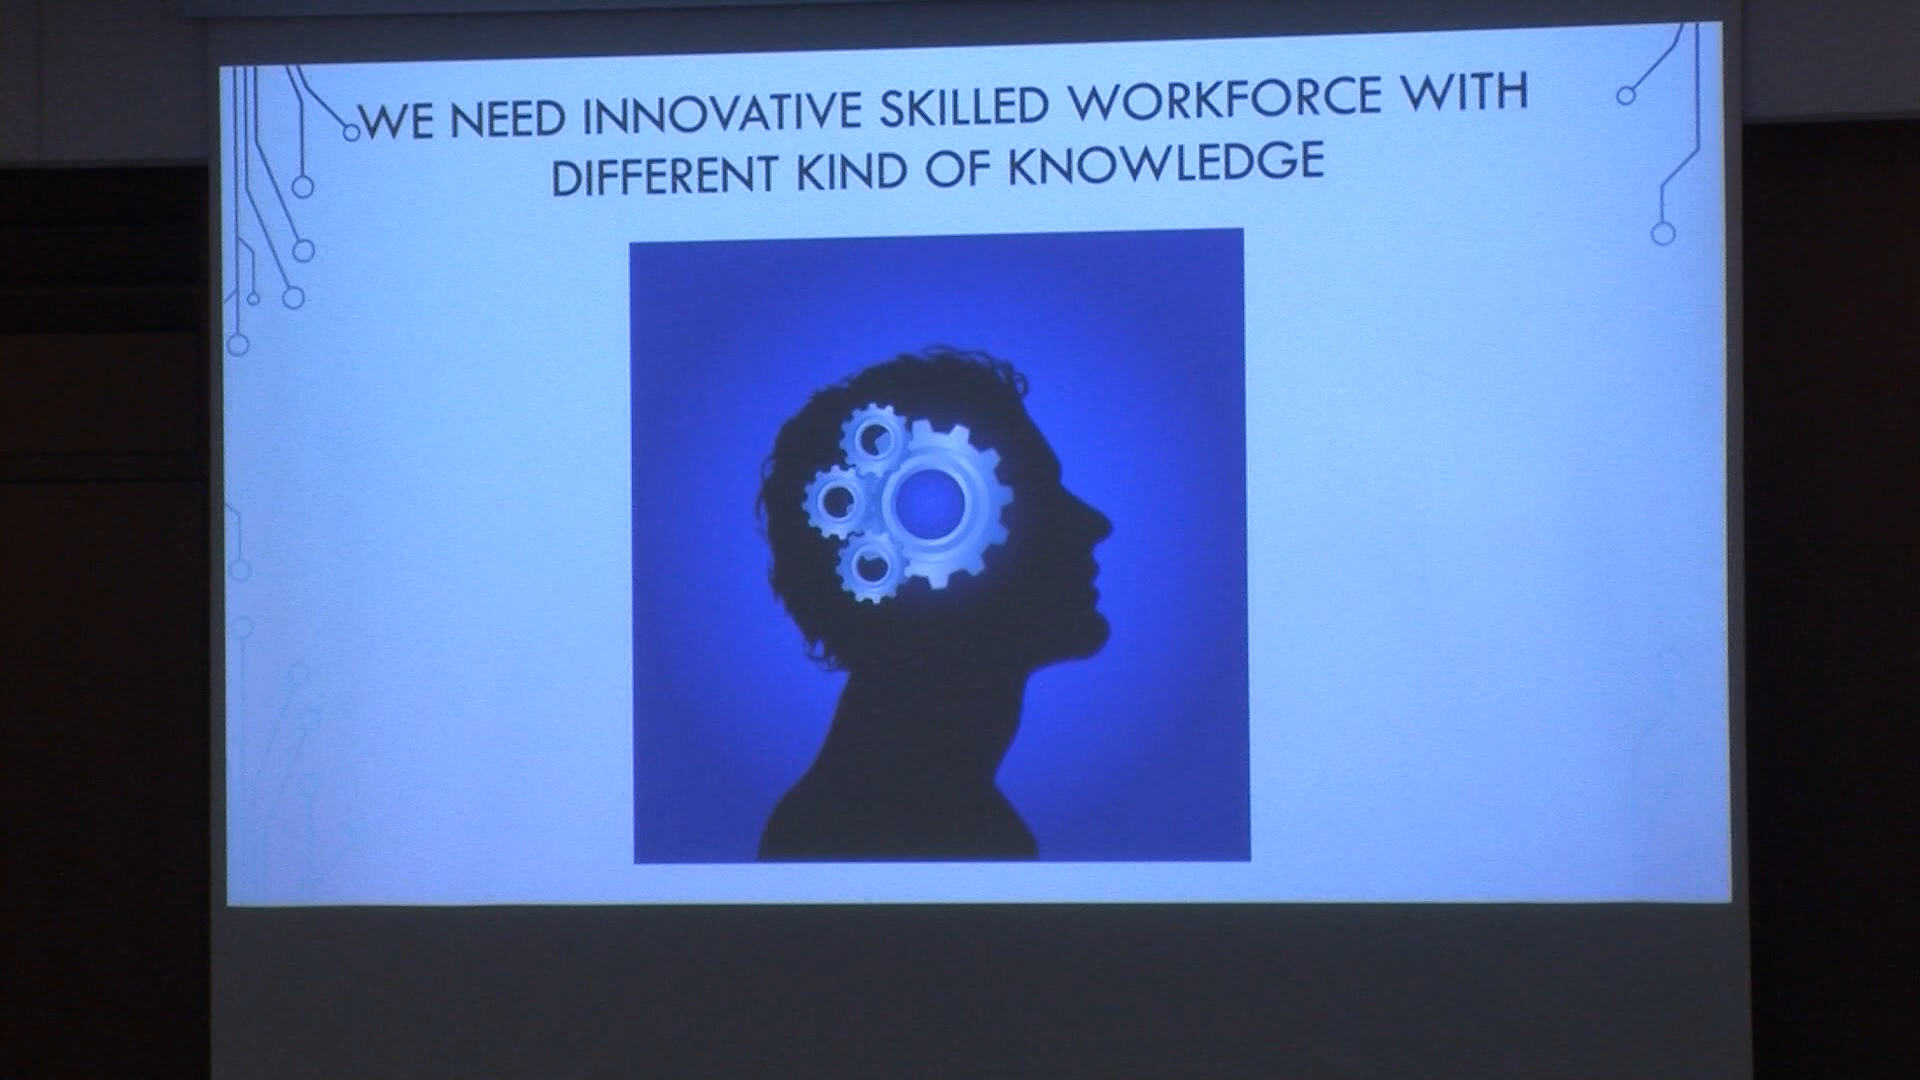 WE NEED INNOVATIVE SKILLED WORKFORCE WITH
DIFFERENT KIND OF KNOWLEDGE